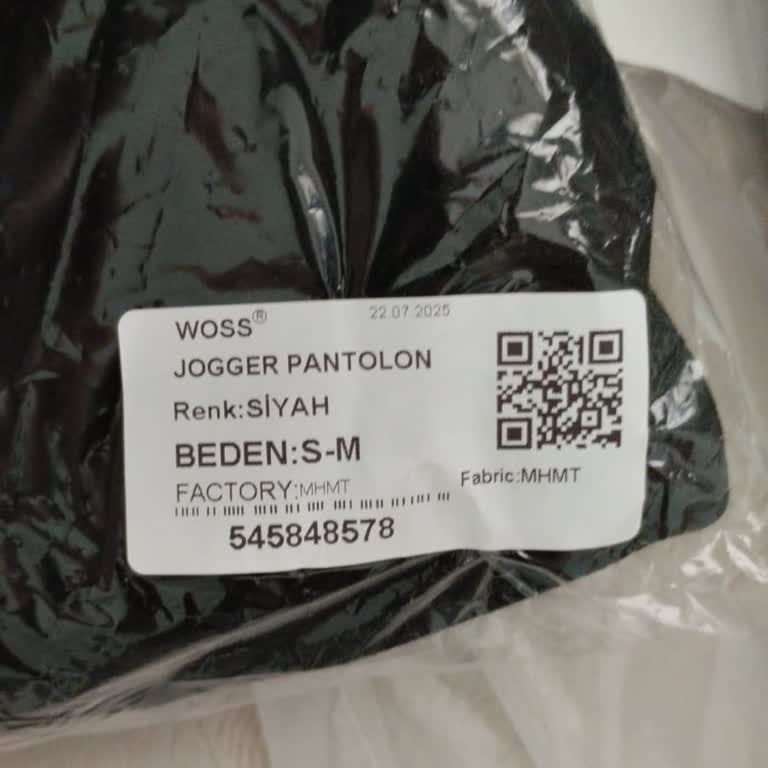 WOSS®
22.07.2025
JOGGER PANTOLON
Renk:SİYAH
BEDEN:S-M
FACTORY:MHMT
Fabric:MHMT
545848578